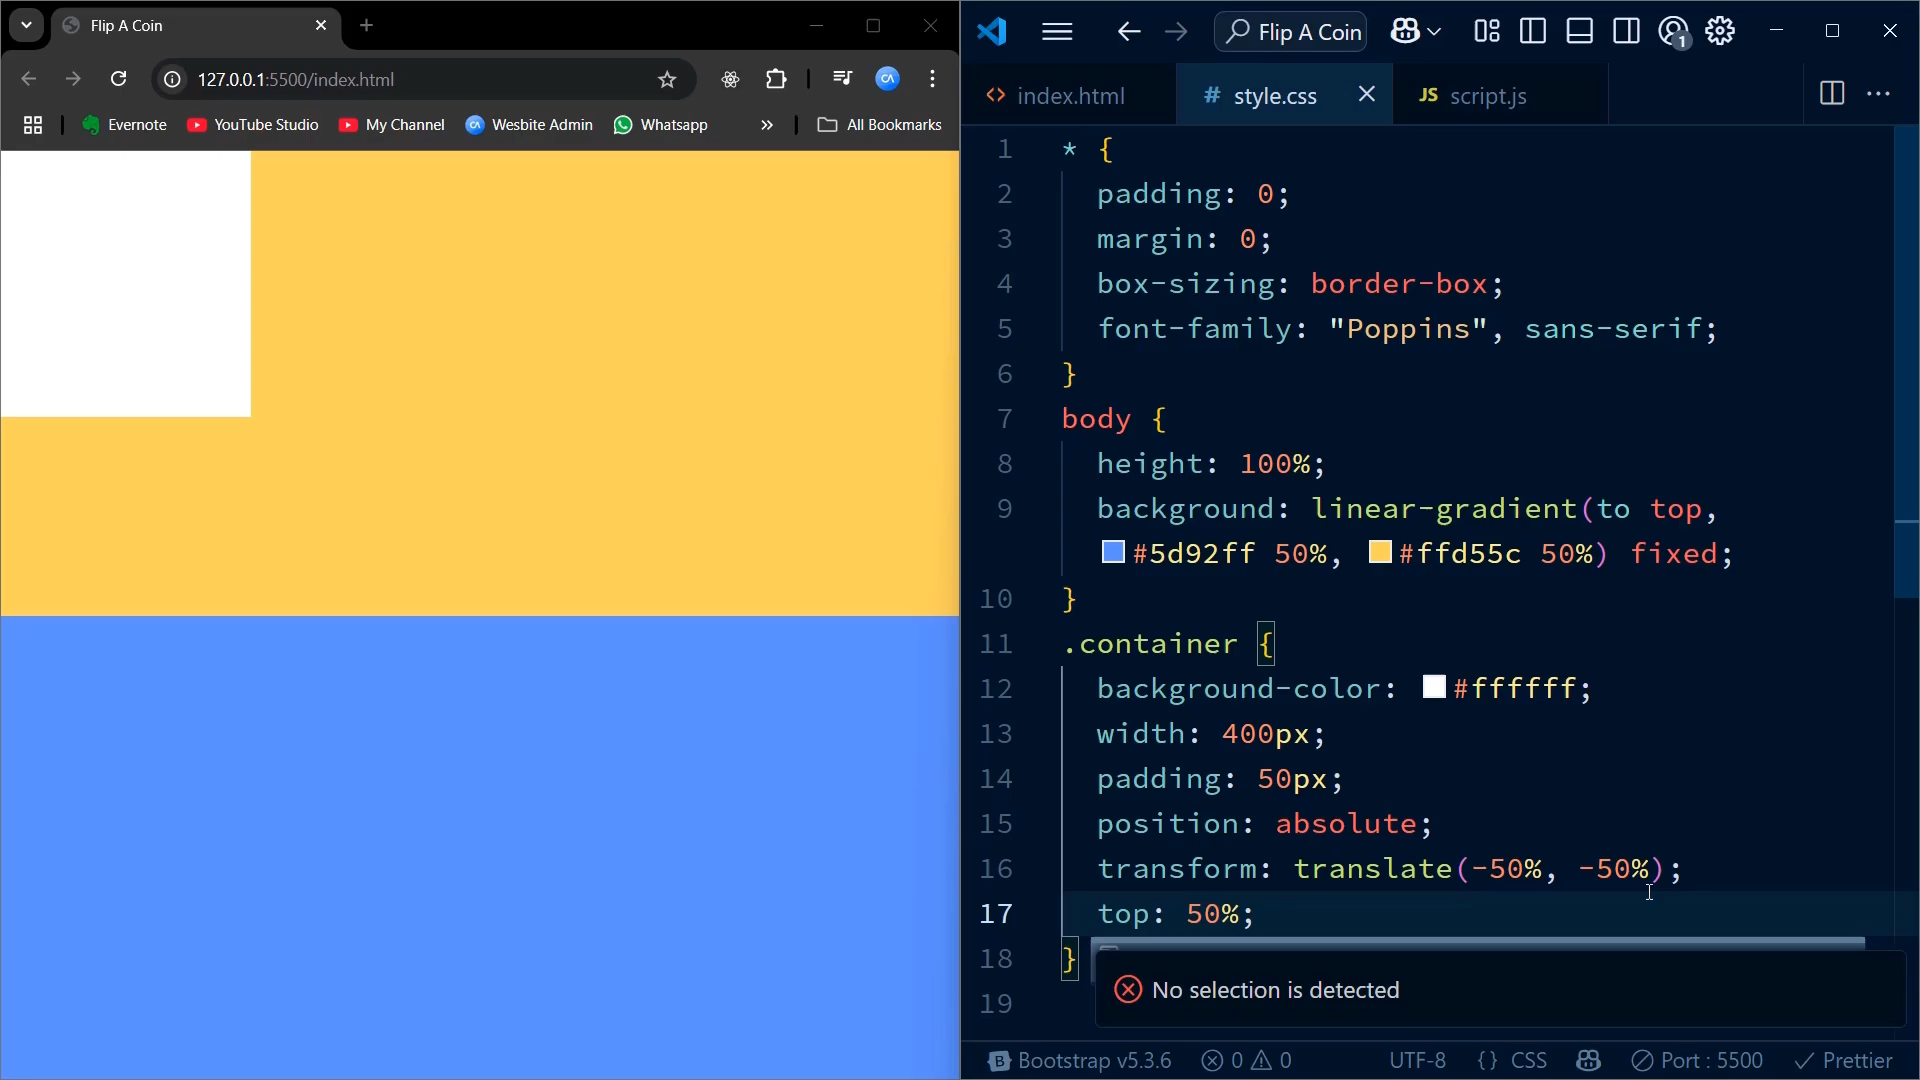 Flip A Coin
127.0.0.1:5500/index.html
CA
Evernote
YouTube Studio
My Channel
CA
Wesbite Admin
Whatsapp
»
All Bookmarks
Flip A Coin
1
<> index.html
# style.css
JS script.js
1 * {
2 padding: 0;
3 margin: 0;
4 box-sizing: border-box;
5 font-family: "Poppins", sans-serif;
6 }
7 body {
8 height: 100%;
9 background: linear-gradient(to top,
#5d92ff 50%, #ffd55c 50%) fixed;
10 }
11 .container {
12 background-color: #ffffff;
13 width: 400px;
14 padding: 50px;
15 position: absolute;
16 transform: translate(-50%, -50%);
17 top: 50%;
18 }
19
No selection is detected
B Bootstrap v5.3.6
0
0
UTF-8
{} CSS
Port : 5500
Prettier